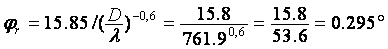 φᵣ = 15.85 /(D/λ)^{-0,6} = 15.8/761.9^{0,6} = 15.8/53.6 = 0.295°